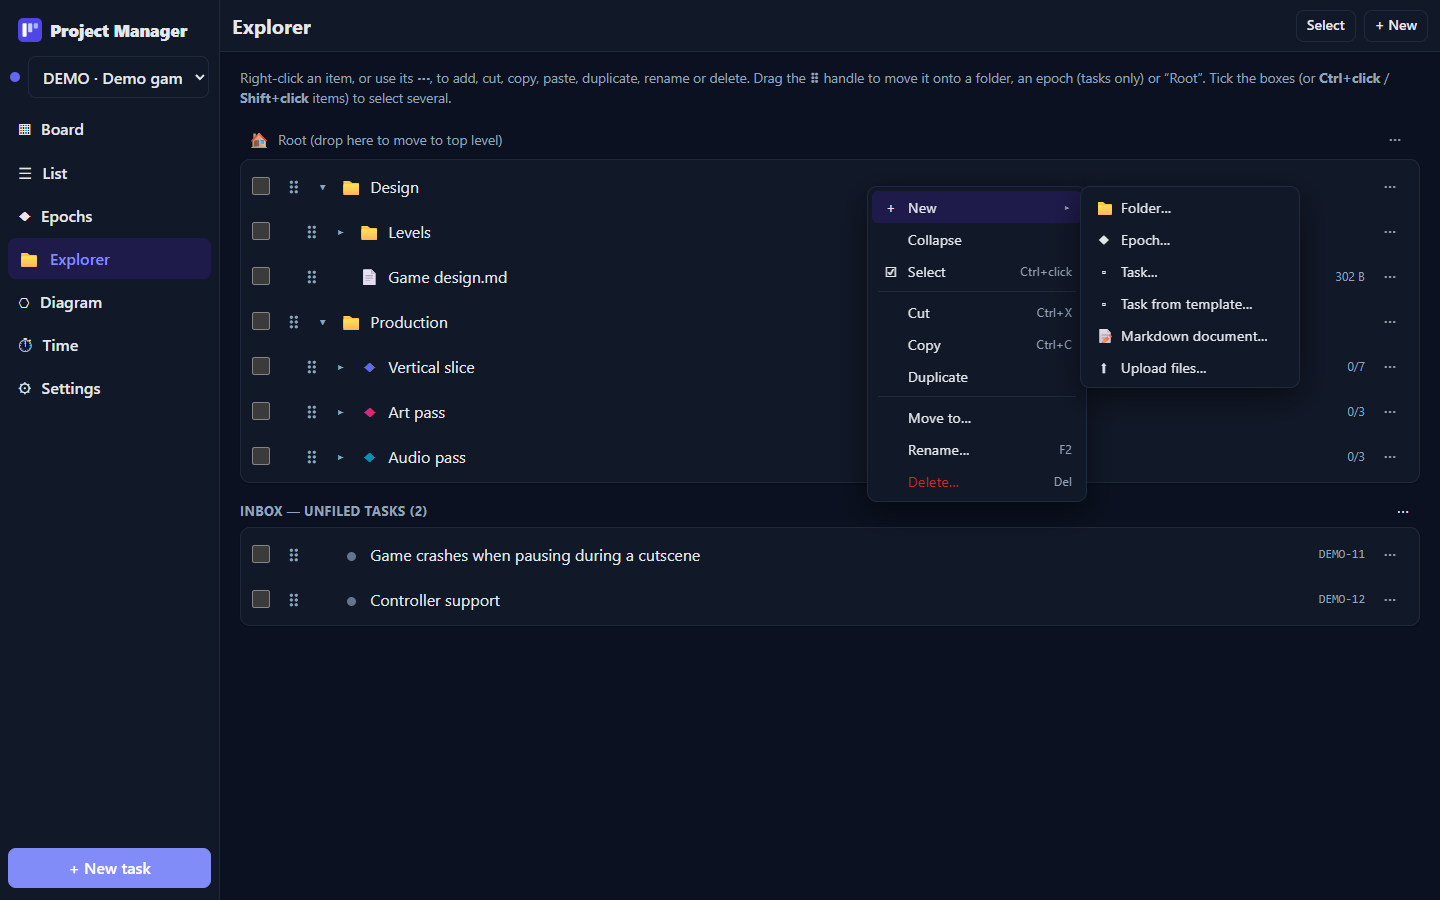 Project Manager
DEMO · Demo gam
Board
List
Epochs
Explorer
Diagram
Time
Settings
+ New task
Explorer
Select
+ New
Right-click an item, or use its ···, to add, cut, copy, paste, duplicate, rename or delete. Drag the ⠿ handle to move it onto a folder, an epoch (tasks only) or “Root”. Tick the boxes (or Ctrl+click /
Shift+click items) to select several.
Root (drop here to move to top level)
Design
Levels
Game design.md
302 B
Production
Vertical slice
0/7
Art pass
0/3
Audio pass
0/3
+ New
Collapse
Select Ctrl+click
Cut Ctrl+X
Copy Ctrl+C
Duplicate
Move to...
Rename... F2
Delete... Del
Folder...
Epoch...
Task...
Task from template...
Markdown document...
Upload files...
INBOX — UNFILED TASKS (2)
Game crashes when pausing during a cutscene
DEMO-11
Controller support
DEMO-12